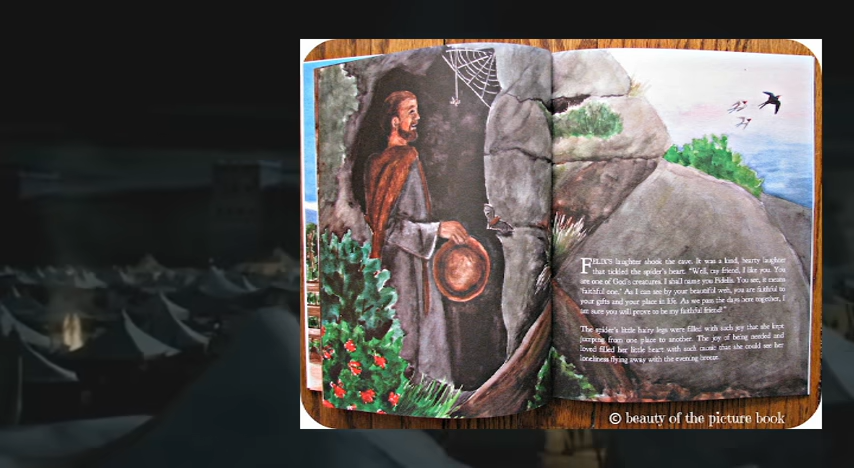 FELIX'S laughter shook the cave. It was a kind, hearty laughter
that tickled the spider's heart. "Well, my friend, I like you. You
are one of God's creatures. I shall name you Fidelis. You see, it means
'faithful one.' As I can see by your beautiful web, you are faithful to
your gifts and your place in life. As we pass the days here together, I
am sure you will prove to be my faithful friend!"
The spider's little hairy legs were filled with such joy that she kept
jumping from one place to another. The joy of being needed and
loved filled her little heart with such music that she could see her
loneliness flying away with the evening breeze.
© beauty of the picture book